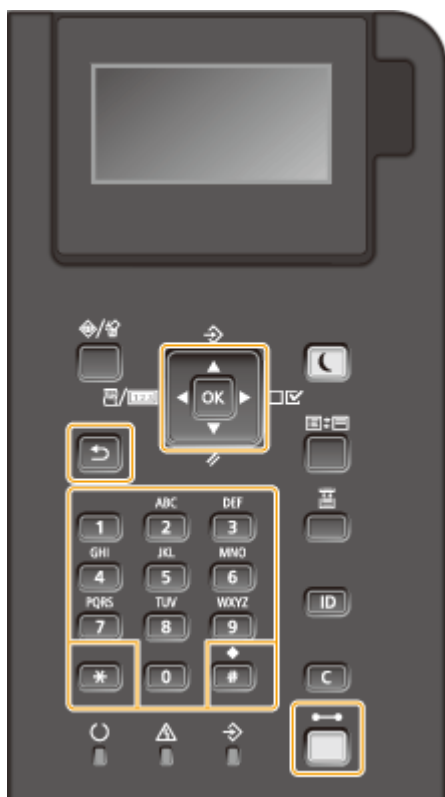 123
OK
ABC DEF
1 2 3
GHI JKL MNO
4 5 6
PQRS TUV WXYZ
7 8 9
* 0 #
ID
C